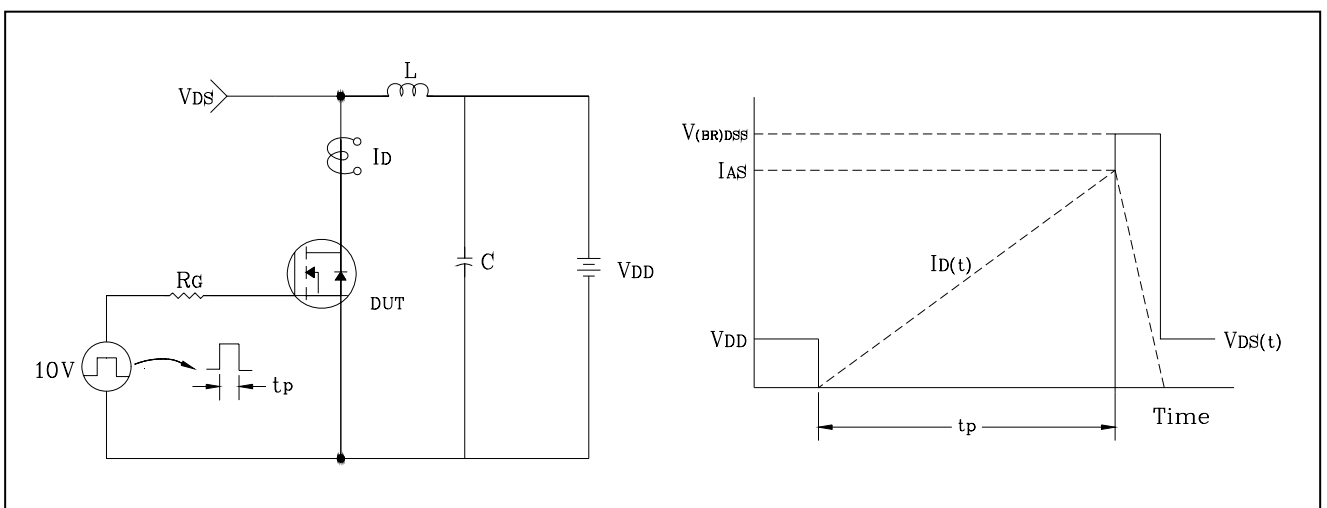 L
VDS
ID
C
VDD
RG
DUT
10V
tp
V(BR)DSS
IAS
ID(t)
VDD
VDS(t)
Time
tp